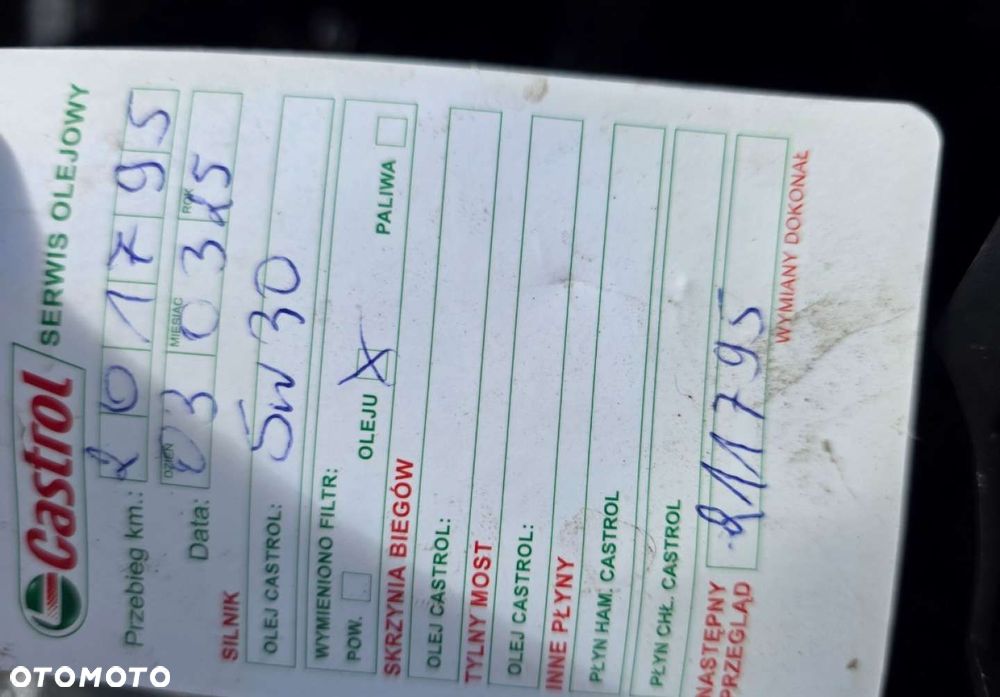 Castrol SERWIS OLEJOWY
Przebieg km.: 201795
Data: DZIEŃ 03 MIESIĄC 03 ROK 25
SILNIK
OLEJ CASTROL: 5W30
WYMIENIONO FILTR:
POW. OLEJU X PALIWA
SKRZYNIA BIEGÓW
OLEJ CASTROL:
TYLNY MOST
OLEJ CASTROL:
INNE PŁYNY
PŁYN HAM. CASTROL
PŁYN CHŁ. CASTROL
NASTĘPNY
PRZEGLĄD 211795
WYMIANY DOKONAŁ
OTOMOTO